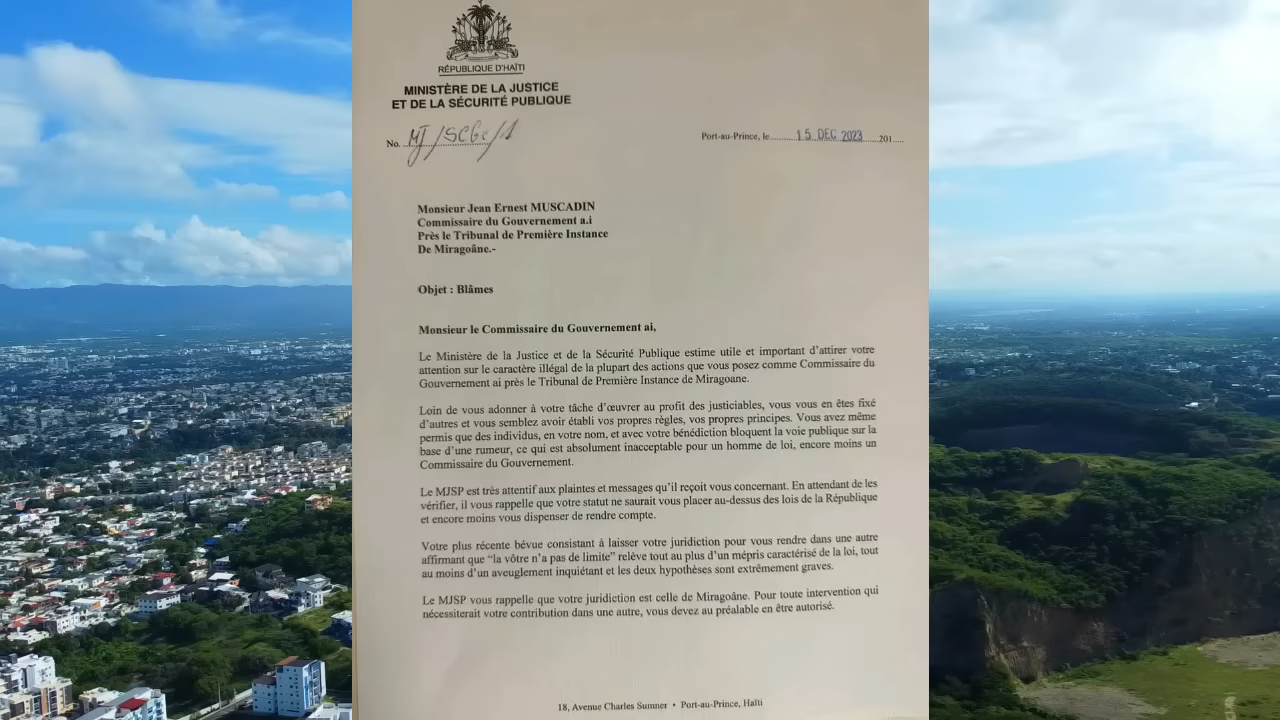 RÉPUBLIQUE D'HAÏTI
MINISTÈRE DE LA JUSTICE
ET DE LA SÉCURITÉ PUBLIQUE
No. MJ/SCGe/1
Port-au-Prince, le 15 DEC 2023 201
Monsieur Jean Ernest MUSCADIN
Commissaire du Gouvernement a.i
Près le Tribunal de Première Instance
De Miragoâne.-
Objet : Blâmes
Monsieur le Commissaire du Gouvernement ai,
Le Ministère de la Justice et de la Sécurité Publique estime utile et important d'attirer votre
attention sur le caractère illégal de la plupart des actions que vous posez comme Commissaire du
Gouvernement ai près le Tribunal de Première Instance de Miragoane.
Loin de vous adonner à votre tâche d'œuvrer au profit des justiciables, vous vous en êtes fixé
d'autres et vous semblez avoir établi vos propres règles, vos propres principes. Vous avez même
permis que des individus, en votre nom, et avec votre bénédiction bloquent la voie publique sur la
base d'une rumeur, ce qui est absolument inacceptable pour un homme de loi, encore moins un
Commissaire du Gouvernement.
Le MJSP est très attentif aux plaintes et messages qu'il reçoit vous concernant. En attendant de les
vérifier, il vous rappelle que votre statut ne saurait vous placer au-dessus des lois de la République
et encore moins vous dispenser de rendre compte.
Votre plus récente bévue consistant à laisser votre juridiction pour vous rendre dans une autre
affirmant que “la vôtre n'a pas de limite” relève tout au plus d'un mépris caractérisé de la loi, tout
au moins d'un aveuglement inquiétant et les deux hypothèses sont extrêmement graves.
Le MJSP vous rappelle que votre juridiction est celle de Miragoâne. Pour toute intervention qui
nécessiterait votre contribution dans une autre, vous devez au préalable en être autorisé.
18, Avenue Charles Sumner • Port-au-Prince, Haïti